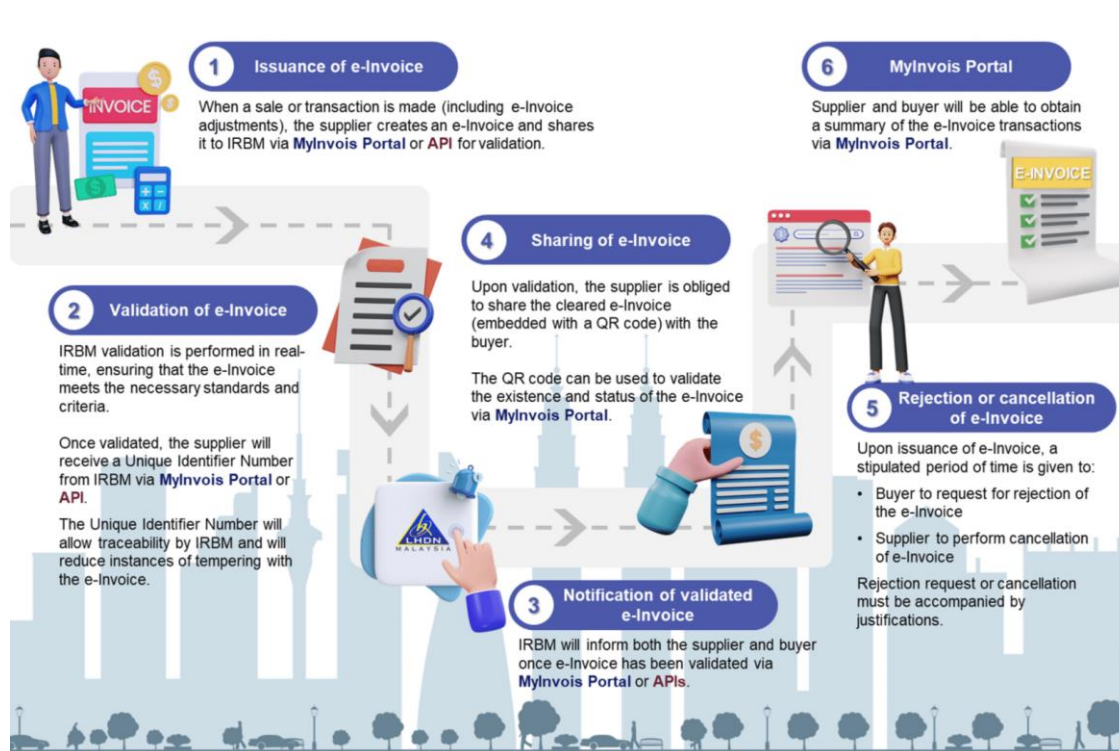 1
Issuance of e-Invoice
When a sale or transaction is made (including e-Invoice
adjustments), the supplier creates an e-Invoice and shares
it to IRBM via MyInvois Portal or API for validation.
INVOICE
2
Validation of e-Invoice
IRBM validation is performed in real-
time, ensuring that the e-Invoice
meets the necessary standards and
criteria.
Once validated, the supplier will
receive a Unique Identifier Number
from IRBM via MyInvois Portal or
API.
The Unique Identifier Number will
allow traceability by IRBM and will
reduce instances of tempering with
the e-Invoice.
LHDN
MALAYSIA
3
Notification of validated
e-Invoice
IRBM will inform both the supplier and buyer
once e-Invoice has been validated via
MyInvois Portal or APIs.
4
Sharing of e-Invoice
Upon validation, the supplier is obliged
to share the cleared e-Invoice
(embedded with a QR code) with the
buyer.
The QR code can be used to validate
the existence and status of the e-Invoice
via MyInvois Portal.
5
Rejection or cancellation
of e-Invoice
Upon issuance of e-Invoice, a
stipulated period of time is given to:
• Buyer to request for rejection of
the e-Invoice
• Supplier to perform cancellation
of e-Invoice
Rejection request or cancellation
must be accompanied by
justifications.
6
MyInvois Portal
Supplier and buyer will be able to obtain
a summary of the e-Invoice transactions
via MyInvois Portal.
E-INVOICE